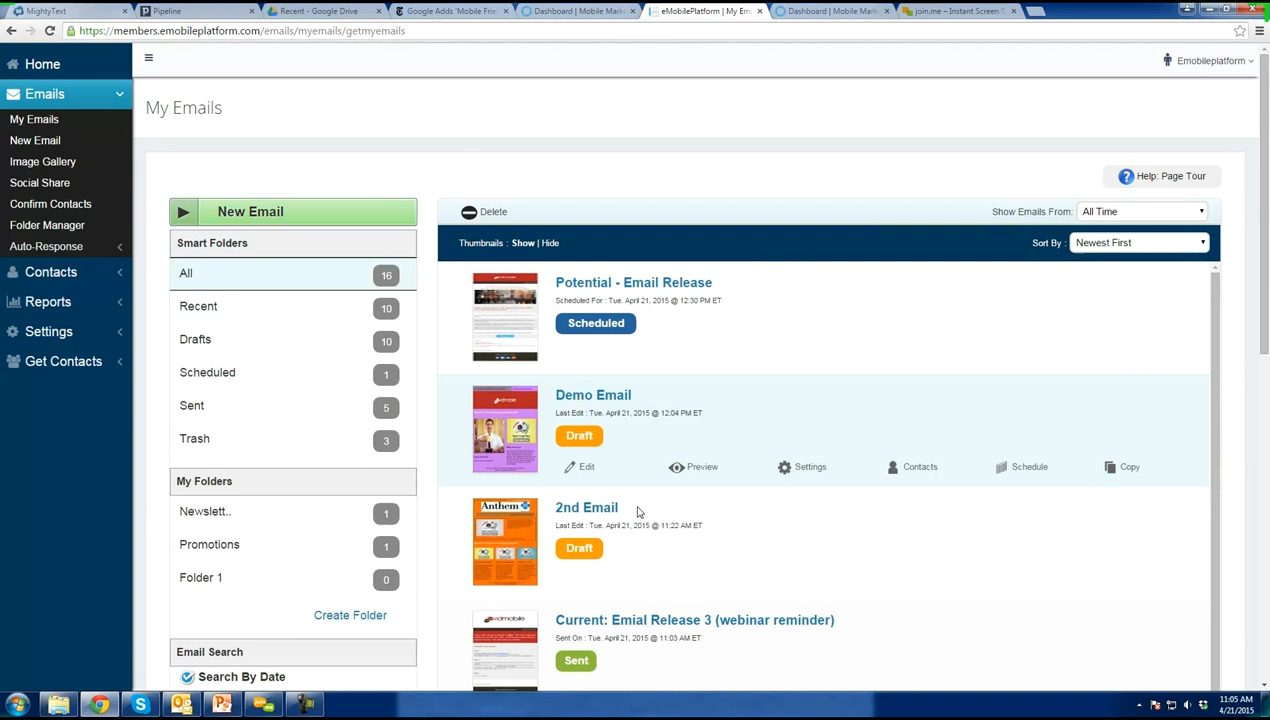 MightyText
Pipeline
Recent - Google Drive
Google Adds 'Mobile Frie
Dashboard | Mobile Mark
eMobilePlatform | My Ema
Dashboard | Mobile Mark
join.me – Instant Screen S
https://members.emobileplatform.com/emails/myemails/getmyemails
Home
Emails
My Emails
New Email
Image Gallery
Social Share
Confirm Contacts
Folder Manager
Auto-Response
Contacts
Reports
Settings
Get Contacts
Emobileplatform
My Emails
Help: Page Tour
New Email
Smart Folders
All 16
Recent 10
Drafts 10
Scheduled 1
Sent 5
Trash 3
My Folders
Newslett.. 1
Promotions 1
Folder 1 0
Create Folder
Email Search
Search By Date
Delete
Show Emails From: All Time
Thumbnails : Show | Hide
Sort By : Newest First
Potential - Email Release
Scheduled For : Tue. April 21, 2015 @ 12:30 PM ET
Scheduled
Demo Email
Last Edit : Tue. April 21, 2015 @ 12:04 PM ET
Draft
Edit Preview Settings Contacts Schedule Copy
Anthem
2nd Email
Last Edit : Tue. April 21, 2015 @ 11:22 AM ET
Draft
vidmobile
Current: Emial Release 3 (webinar reminder)
Sent On : Tue. April 21, 2015 @ 11:03 AM ET
Sent
11:05 AM
4/21/2015